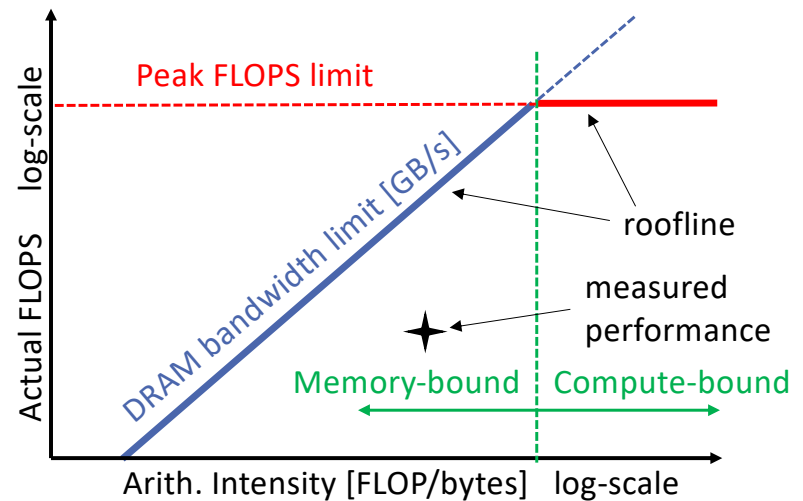 Peak FLOPS limit
log-scale
Actual FLOPS
DRAM bandwidth limit [GB/s]
roofline
measured
performance
Memory-bound
Compute-bound
Arith. Intensity [FLOP/bytes]
log-scale